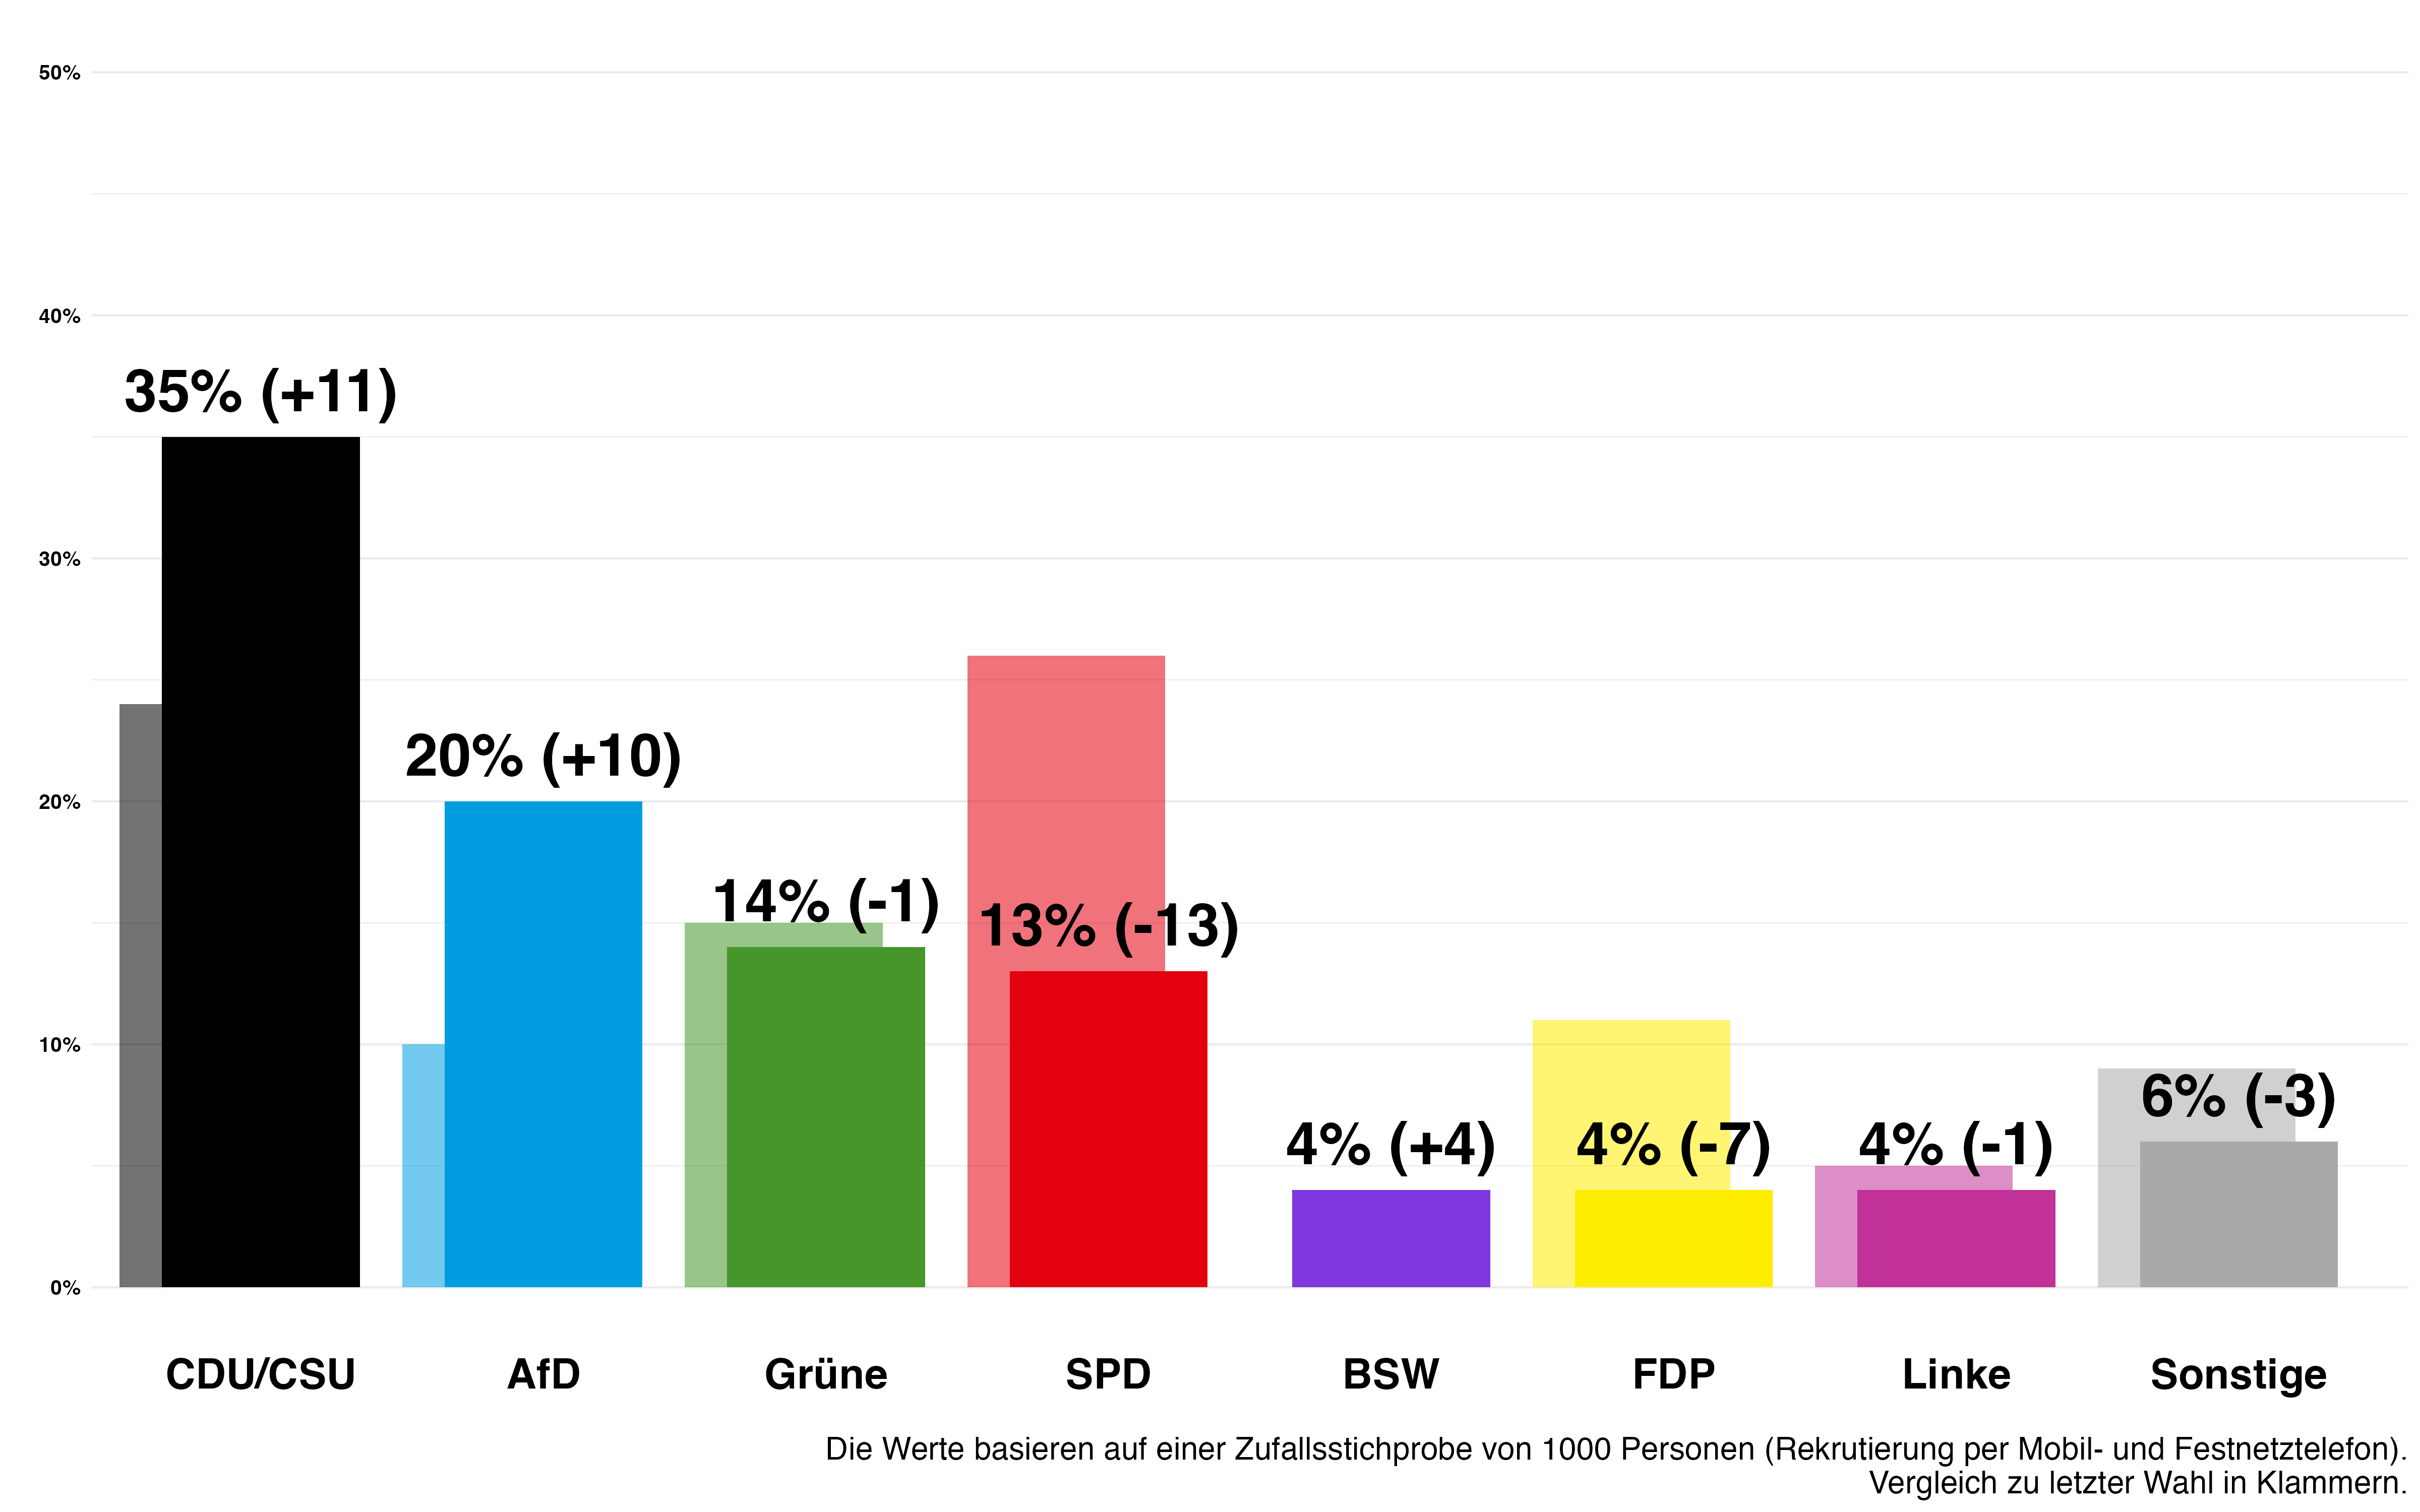 50%
40%
30%
20%
10%
0%
35% (+11)
20% (+10)
14% (-1)
13% (-13)
4% (+4)
4% (-7)
4% (-1)
6% (-3)
CDU/CSU
AfD
Grüne
SPD
BSW
FDP
Linke
Sonstige
Die Werte basieren auf einer Zufallsstichprobe von 1000 Personen (Rekrutierung per Mobil- und Festnetztelefon).
Vergleich zu letzter Wahl in Klammern.